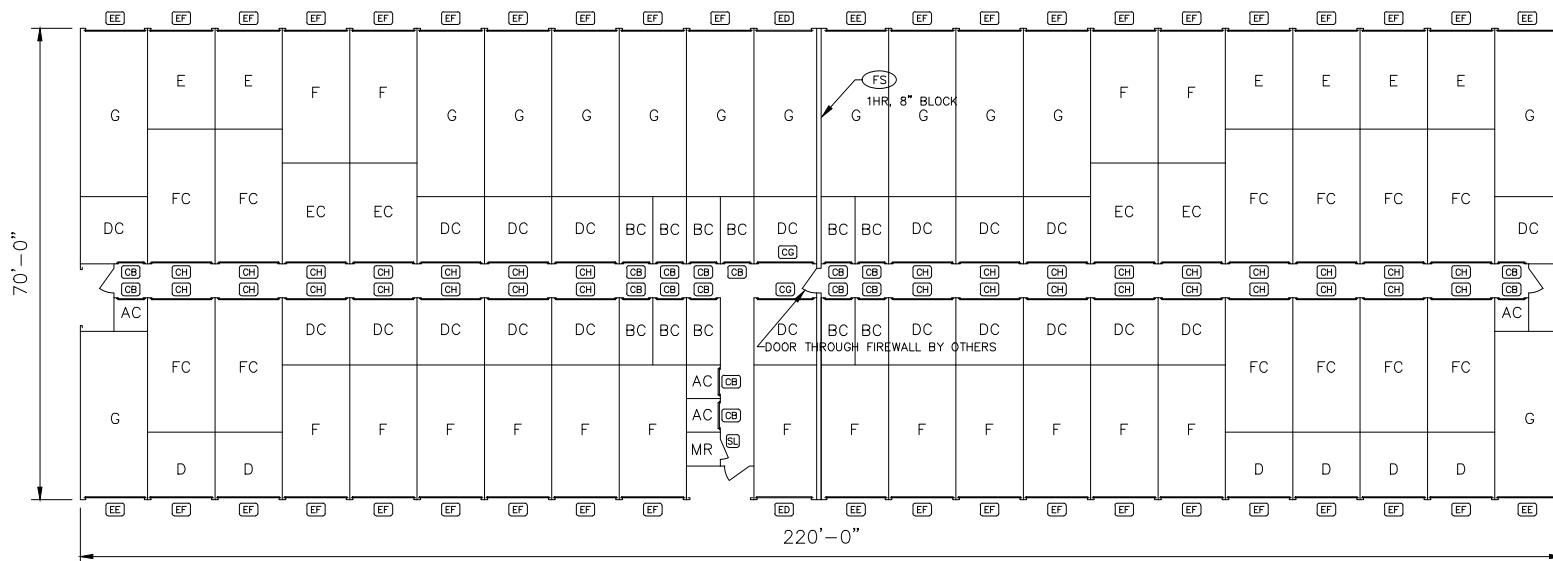 EE EF EF EF EF EF EF EF EF EF ED EE EF EF EF EF EF EF EF EF EF EE
FS
E E E E E E
F F F F
1HR, 8" BLOCK
G G G G G G G G G G G G
FC FC FC FC FC FC
EC EC EC EC
DC DC DC DC BC BC BC BC DC BC BC DC DC DC DC
CG
CB CH CH CH CH CH CH CH CB CB CB CB CB CB CH CH CH CH CH CH CH CH CH CB
70'-0"
CB CH CH CH CH CH CH CH CB CB CB CG CB CB CH CH CH CH CH CH CH CH CH CB
AC AC
DC DC DC DC DC BC BC BC DC BC BC DC DC DC DC DC
DOOR THROUGH FIREWALL BY OTHERS
FC FC FC FC FC FC
AC CB
AC CB
G G
F F F F F F F F F F F F F
SL
MR
D D D D D D
EE EF EF EF EF EF EF EF EF ED EE EF EF EF EF EF EF EF EF EF EE
220'-0"